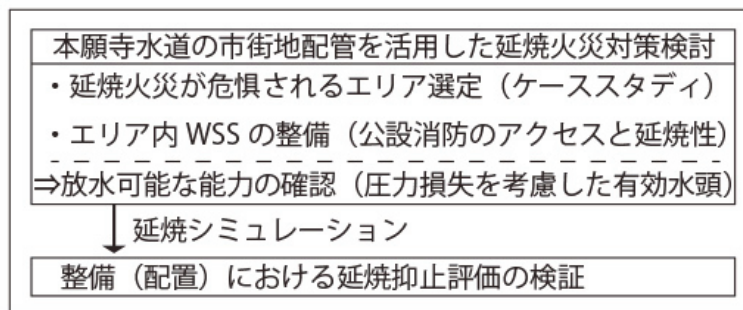 本願寺水道の市街地配管を活用した延焼火災対策検討
・延焼火災が危惧されるエリア選定（ケーススタディ）
・エリア内 WSS の整備（公設消防のアクセスと延焼性）
⇒放水可能な能力の確認（圧力損失を考慮した有効水頭）
延焼シミュレーション
整備（配置）における延焼抑止評価の検証